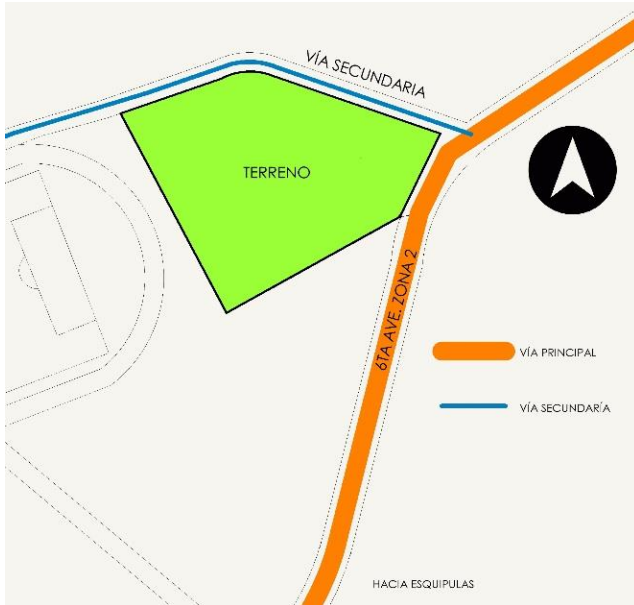 VÍA SECUNDARIA
TERRENO
6TA AVE. ZONA 2
VÍA PRINCIPAL
VÍA SECUNDARÍA
HACIA ESQUIPULAS